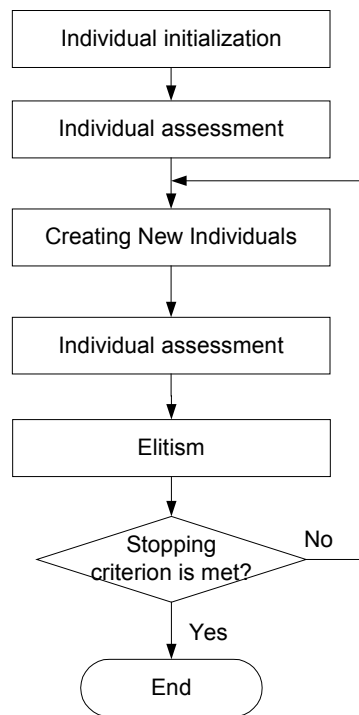 Individual initialization
Individual assessment
Creating New Individuals
Individual assessment
Elitism
Stopping
criterion is met?
No
Yes
End